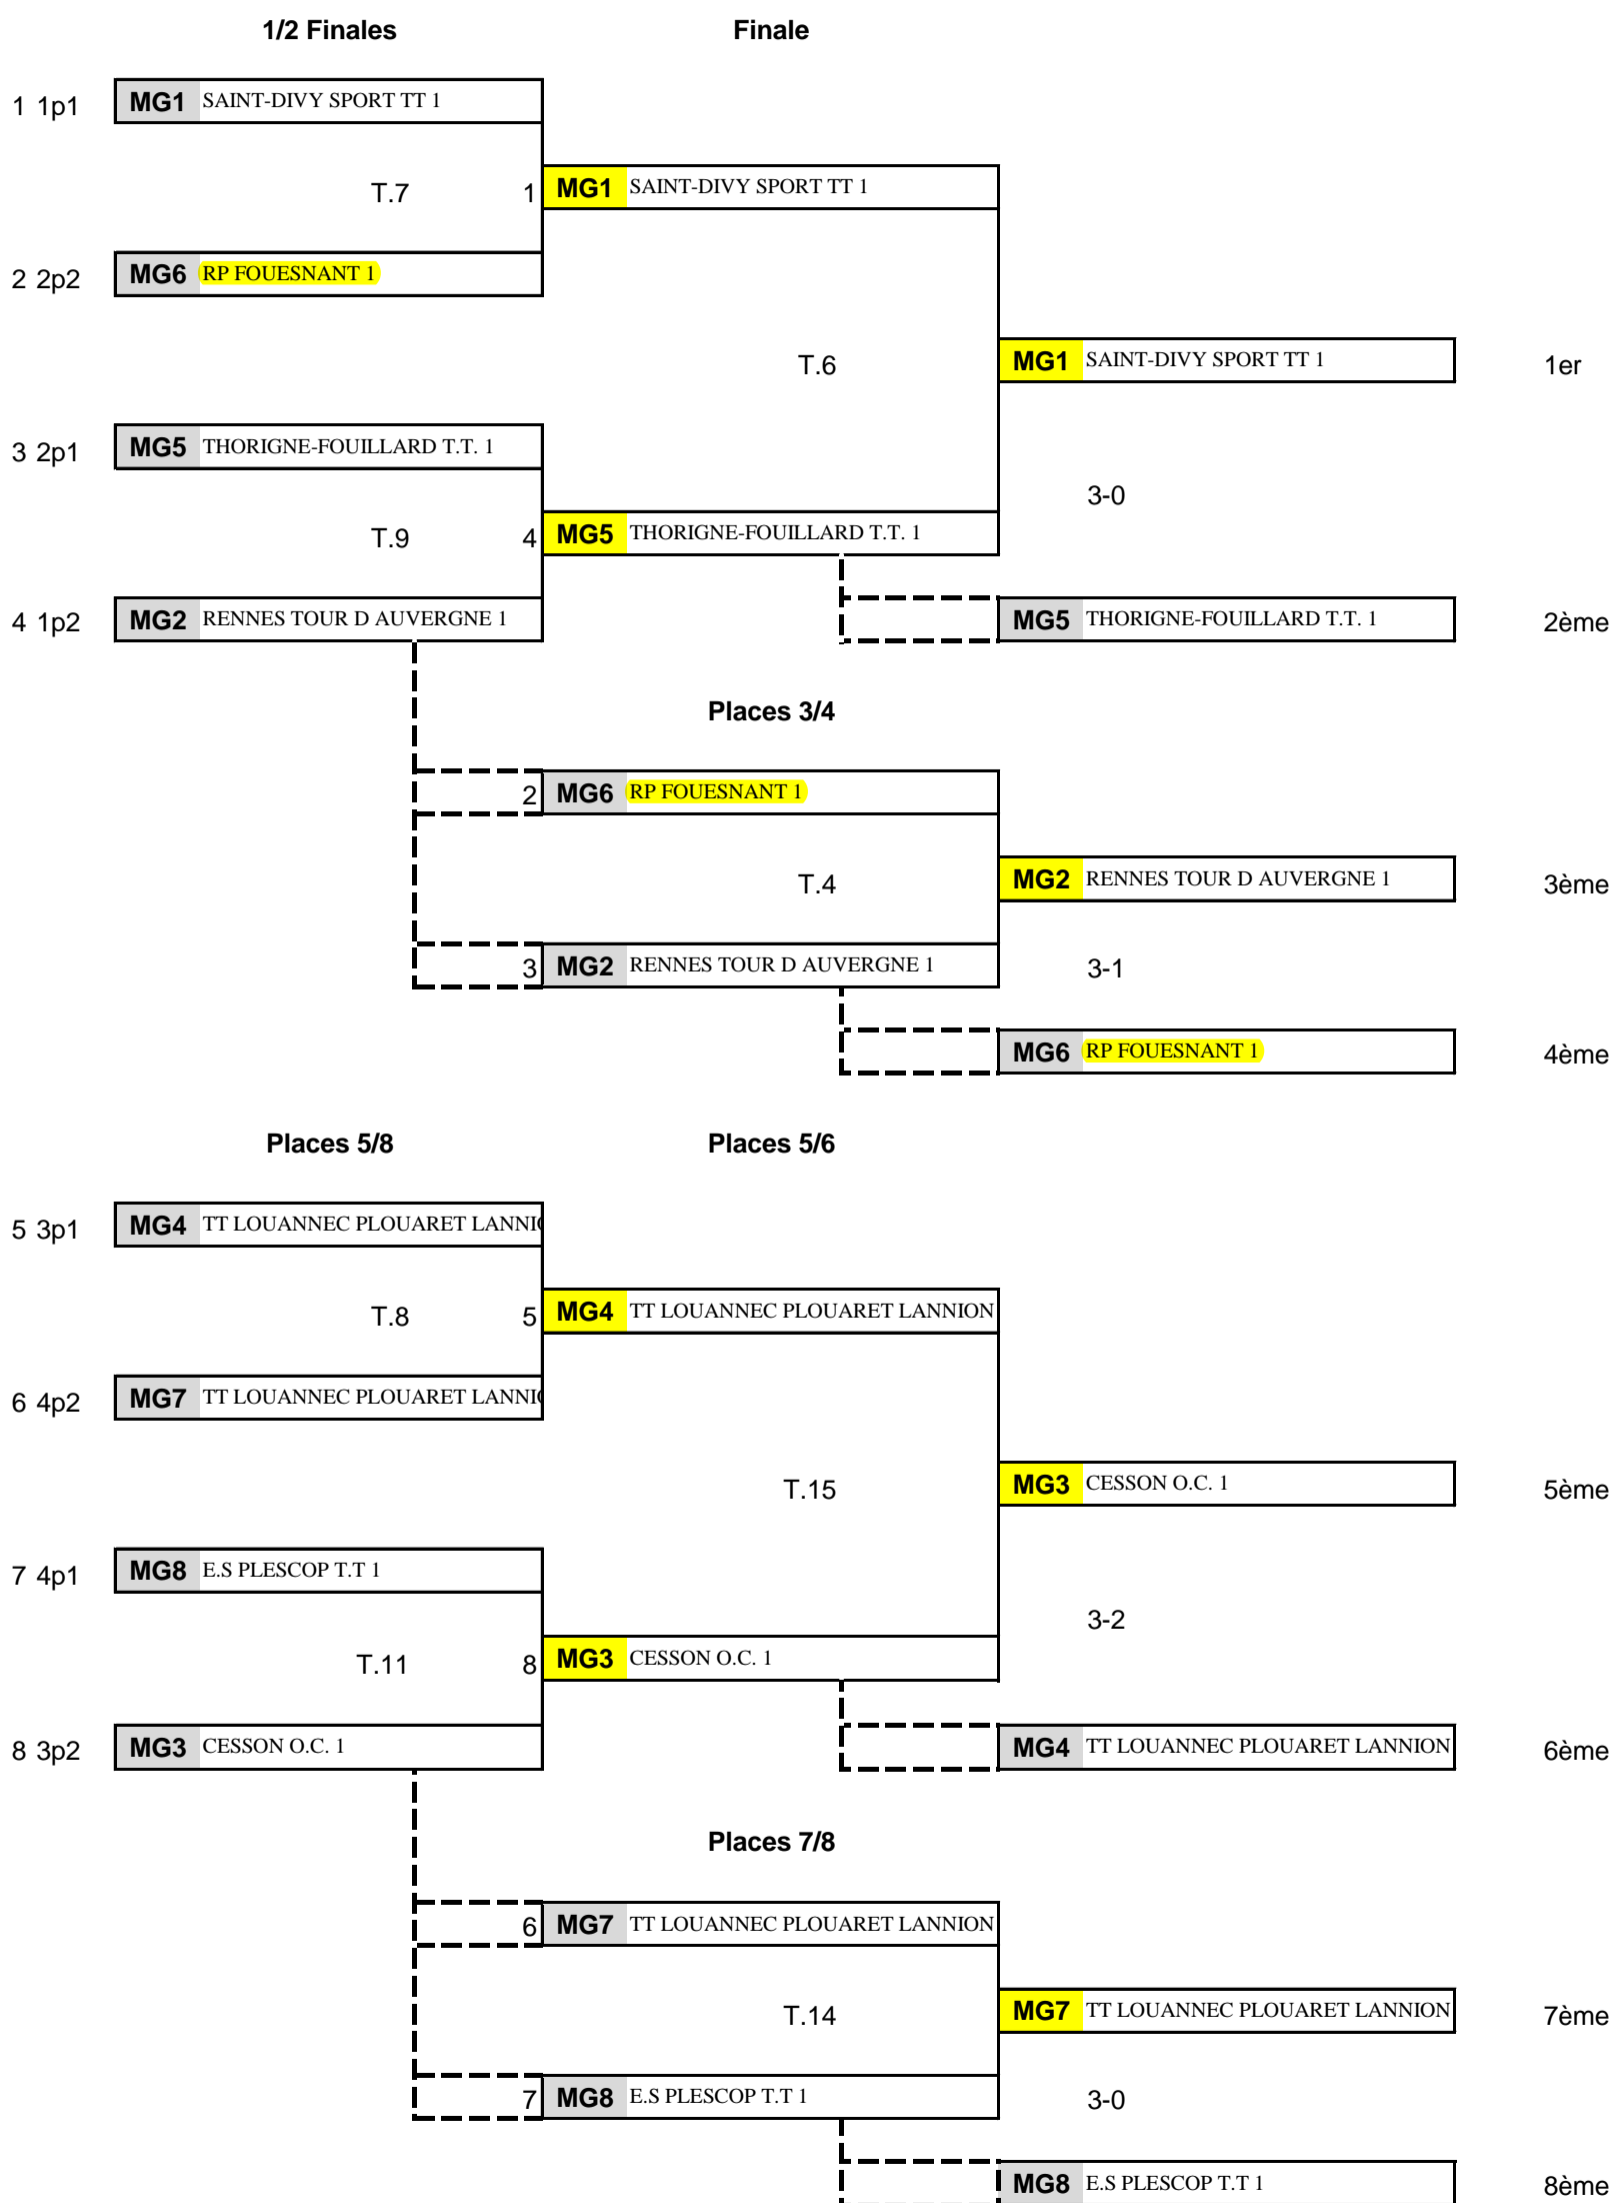 1/2 Finales Finale
1 1p1 MG1 SAINT-DIVY SPORT TT 1
T.7 1 MG1 SAINT-DIVY SPORT TT 1
2 2p2 MG6 RP FOUESNANT 1
T.6 MG1 SAINT-DIVY SPORT TT 1 1er
3 2p1 MG5 THORIGNE-FOUILLARD T.T. 1
3-0
T.9 4 MG5 THORIGNE-FOUILLARD T.T. 1
4 1p2 MG2 RENNES TOUR D AUVERGNE 1 MG5 THORIGNE-FOUILLARD T.T. 1 2ème
Places 3/4
2 MG6 RP FOUESNANT 1
T.4 MG2 RENNES TOUR D AUVERGNE 1 3ème
3 MG2 RENNES TOUR D AUVERGNE 1 3-1
MG6 RP FOUESNANT 1 4ème
Places 5/8 Places 5/6
5 3p1 MG4 TT LOUANNEC PLOUARET LANNIO
T.8 5 MG4 TT LOUANNEC PLOUARET LANNION
6 4p2 MG7 TT LOUANNEC PLOUARET LANNIO
T.15 MG3 CESSON O.C. 1 5ème
7 4p1 MG8 E.S PLESCOP T.T 1
3-2
T.11 8 MG3 CESSON O.C. 1
8 3p2 MG3 CESSON O.C. 1 MG4 TT LOUANNEC PLOUARET LANNION 6ème
Places 7/8
6 MG7 TT LOUANNEC PLOUARET LANNION
T.14 MG7 TT LOUANNEC PLOUARET LANNION 7ème
7 MG8 E.S PLESCOP T.T 1 3-0
MG8 E.S PLESCOP T.T 1 8ème